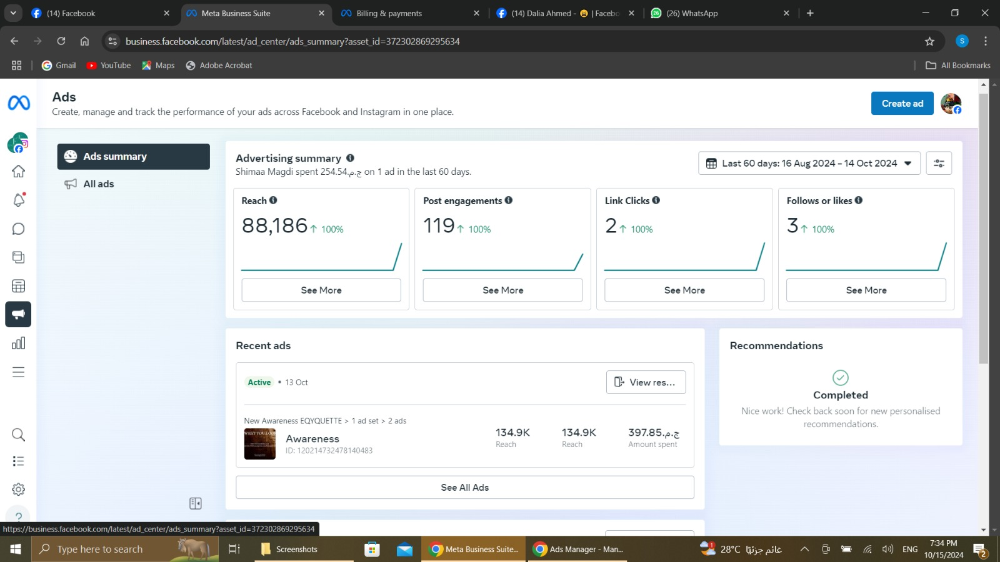 (14) Facebook
Meta Business Suite
Billing & payments
(14) Dalia Ahmed - 😩 | Facebo
(26) WhatsApp
business.facebook.com/latest/ad_center/ads_summary?asset_id=372302869295634
S
Gmail
YouTube
Maps
Adobe Acrobat
All Bookmarks
Ads
Create, manage and track the performance of your ads across Facebook and Instagram in one place.
Create ad
Ads summary
All ads
Advertising summary
Shimaa Magdi spent 254.54.ج.م on 1 ad in the last 60 days.
Last 60 days: 16 Aug 2024 – 14 Oct 2024
Reach
88,186 ↑ 100%
See More
Post engagements
119 ↑ 100%
See More
Link Clicks
2 ↑ 100%
See More
Follows or likes
3 ↑ 100%
See More
Recent ads
Active • 13 Oct
View res...
New Awareness EQYQUETTE > 1 ad set > 2 ads
Awareness
ID: 120214732478140483
134.9K
Reach
134.9K
Reach
397.85.ج.م
Amount spent
See All Ads
Recommendations
Completed
Nice work! Check back soon for new personalised
recommendations.
https://business.facebook.com/latest/ad_center/ads_summary?asset_id=372302869295634
Type here to search
Screenshots
Meta Business Suite...
Ads Manager - Man...
1
28°C غائم جزئيًا
ENG
7:34 PM
10/15/2024
2